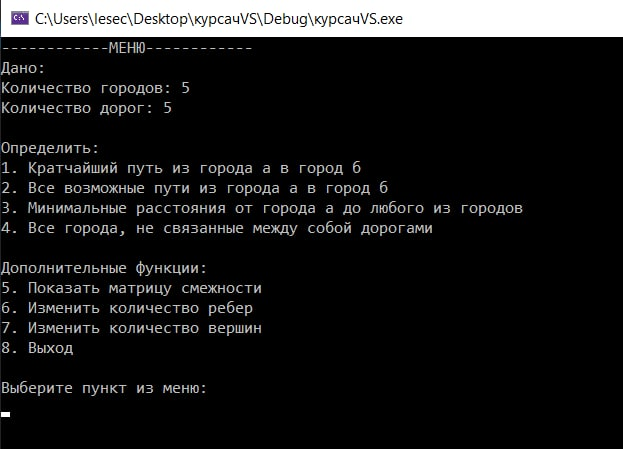 C:\Users\lesec\Desktop\курсачVS\Debug\курсачVS.exe
------------МЕНЮ------------
Дано:
Количество городов: 5
Количество дорог: 5
Определить:
1. Кратчайший путь из города а в город б
2. Все возможные пути из города а в город б
3. Минимальные расстояния от города а до любого из городов
4. Все города, не связанные между собой дорогами
Дополнительные функции:
5. Показать матрицу смежности
6. Изменить количество ребер
7. Изменить количество вершин
8. Выход
Выберите пункт из меню: